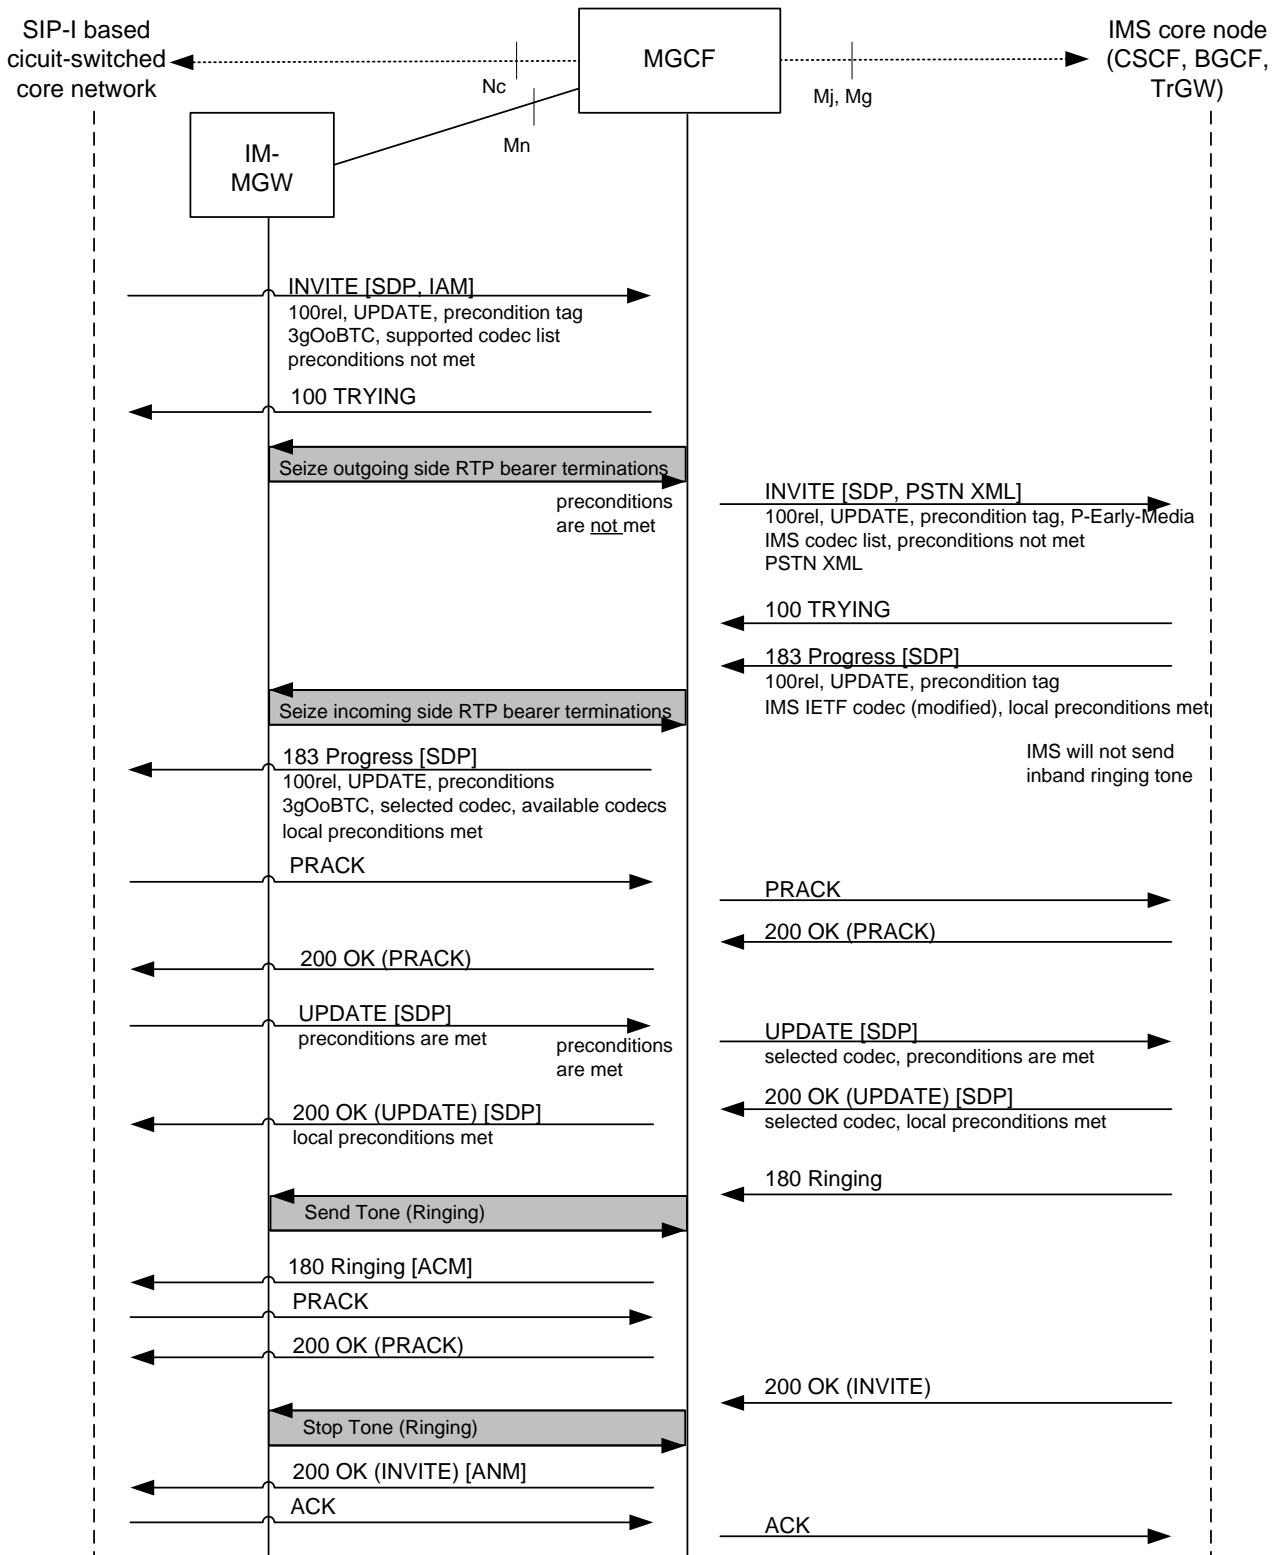 SIP-I based
cicuit-switched
core network
MGCF
IMS core node
(CSCF, BGCF,
TrGW)
Nc
Mj, Mg
Mn
IM-
MGW
INVITE [SDP, IAM]
100rel, UPDATE, precondition tag
3gOoBTC, supported codec list
preconditions not met
100 TRYING
Seize outgoing side RTP bearer terminations
preconditions
are not met
INVITE [SDP, PSTN XML]
100rel, UPDATE, precondition tag, P-Early-Media
IMS codec list, preconditions not met
PSTN XML
100 TRYING
183 Progress [SDP]
100rel, UPDATE, precondition tag
IMS IETF codec (modified), local preconditions met
Seize incoming side RTP bearer terminations
IMS will not send
inband ringing tone
183 Progress [SDP]
100rel, UPDATE, preconditions
3gOoBTC, selected codec, available codecs
local preconditions met
PRACK
PRACK
200 OK (PRACK)
200 OK (PRACK)
UPDATE [SDP]
preconditions are met
preconditions
are met
UPDATE [SDP]
selected codec, preconditions are met
200 OK (UPDATE) [SDP]
selected codec, local preconditions met
200 OK (UPDATE) [SDP]
local preconditions met
180 Ringing
Send Tone (Ringing)
180 Ringing [ACM]
PRACK
200 OK (PRACK)
200 OK (INVITE)
Stop Tone (Ringing)
200 OK (INVITE) [ANM]
ACK
ACK